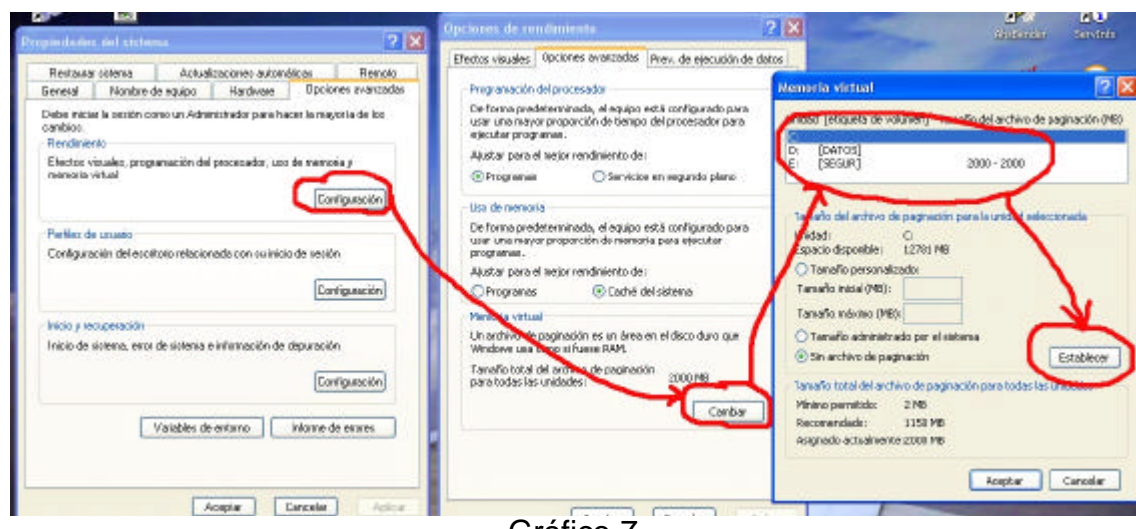 Propiedades del sistema
Restaurar sistema Actualizaciones automáticas Remoto
General Nombre de equipo Hardware Opciones avanzadas
Debe iniciar la sesión como un Administrador para hacer la mayoría de los
cambios.
Rendimiento
Efectos visuales, programación del procesador, uso de memoria y
memoria virtual
Configuración
Perfiles de usuario
Configuración del escritorio relacionada con su inicio de sesión
Configuración
Inicio y recuperación
Inicio de sistema, error de sistema e información de depuración
Configuración
Variables de entorno Informe de errores
Aceptar Cancelar Aplicar
Opciones de rendimiento
Efectos visuales Opciones avanzadas Prev. de ejecución de datos
Programación del procesador
De forma predeterminada, el equipo está configurado para
usar una mayor proporción de tiempo del procesador para
ejecutar programas.
Ajustar para el mejor rendimiento de:
Programas Servicios en segundo plano
Uso de memoria
De forma predeterminada, el equipo está configurado para
usar una mayor proporción de memoria para ejecutar
programas.
Ajustar para el mejor rendimiento de:
Programas Caché del sistema
Memoria virtual
Un archivo de paginación es un área en el disco duro que
Windows usa como si fuese RAM.
Tamaño total del archivo de paginación
para todas las unidades: 2000 MB
Cambiar
Memoria virtual
Unidad [etiqueta de volumen] Tamaño del archivo de paginación (MB)
C:
D: [DATOS]
E: [SEGUR] 2000 - 2000
Tamaño del archivo de paginación para la unidad seleccionada
Unidad: C:
Espacio disponible: 12781 MB
Tamaño personalizado:
Tamaño inicial (MB):
Tamaño máximo (MB):
Tamaño administrado por el sistema
Sin archivo de paginación
Establecer
Tamaño total del archivo de paginación para todas las unidades
Mínimo permitido: 2 MB
Recomendado: 1150 MB
Asignado actualmente: 2000 MB
Aceptar Cancelar
Gráfico 7